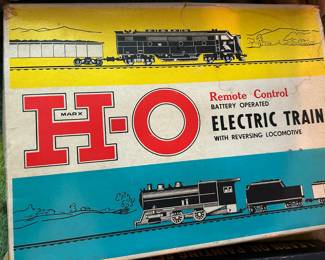 MARX
H-O
Remote Control
BATTERY OPERATED
ELECTRIC TRAIN
WITH REVERSING LOCOMOTIVE